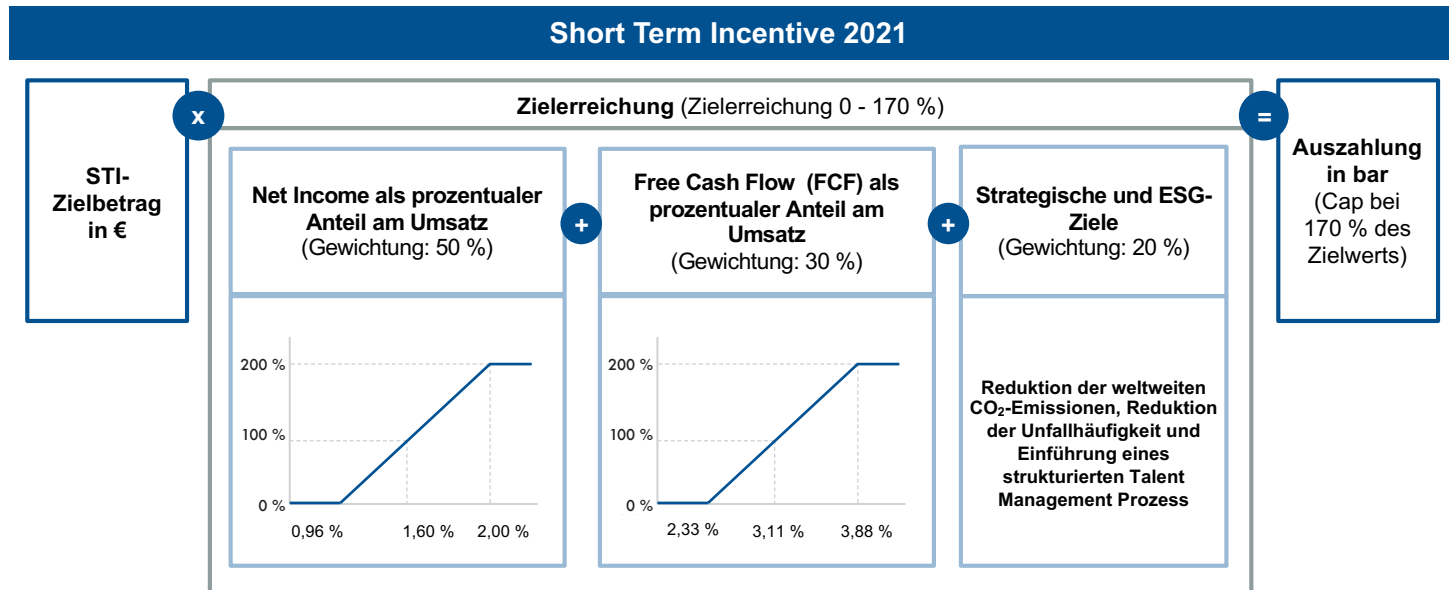 Short Term Incentive 2021
STI-
Zielbetrag
in €
x
Zielerreichung (Zielerreichung 0 - 170 %)
=
Auszahlung
in bar
(Cap bei
170 % des
Zielwerts)
Net Income als prozentualer
Anteil am Umsatz
(Gewichtung: 50 %)
+
Free Cash Flow (FCF) als
prozentualer Anteil am
Umsatz
(Gewichtung: 30 %)
+
Strategische und ESG-
Ziele
(Gewichtung: 20 %)
200 %
100 %
0 %
0,96 %
1,60 %
2,00 %
200 %
100 %
0 %
2,33 %
3,11 %
3,88 %
Reduktion der weltweiten
CO₂-Emissionen, Reduktion
der Unfallhäufigkeit und
Einführung eines
strukturierten Talent
Management Prozess